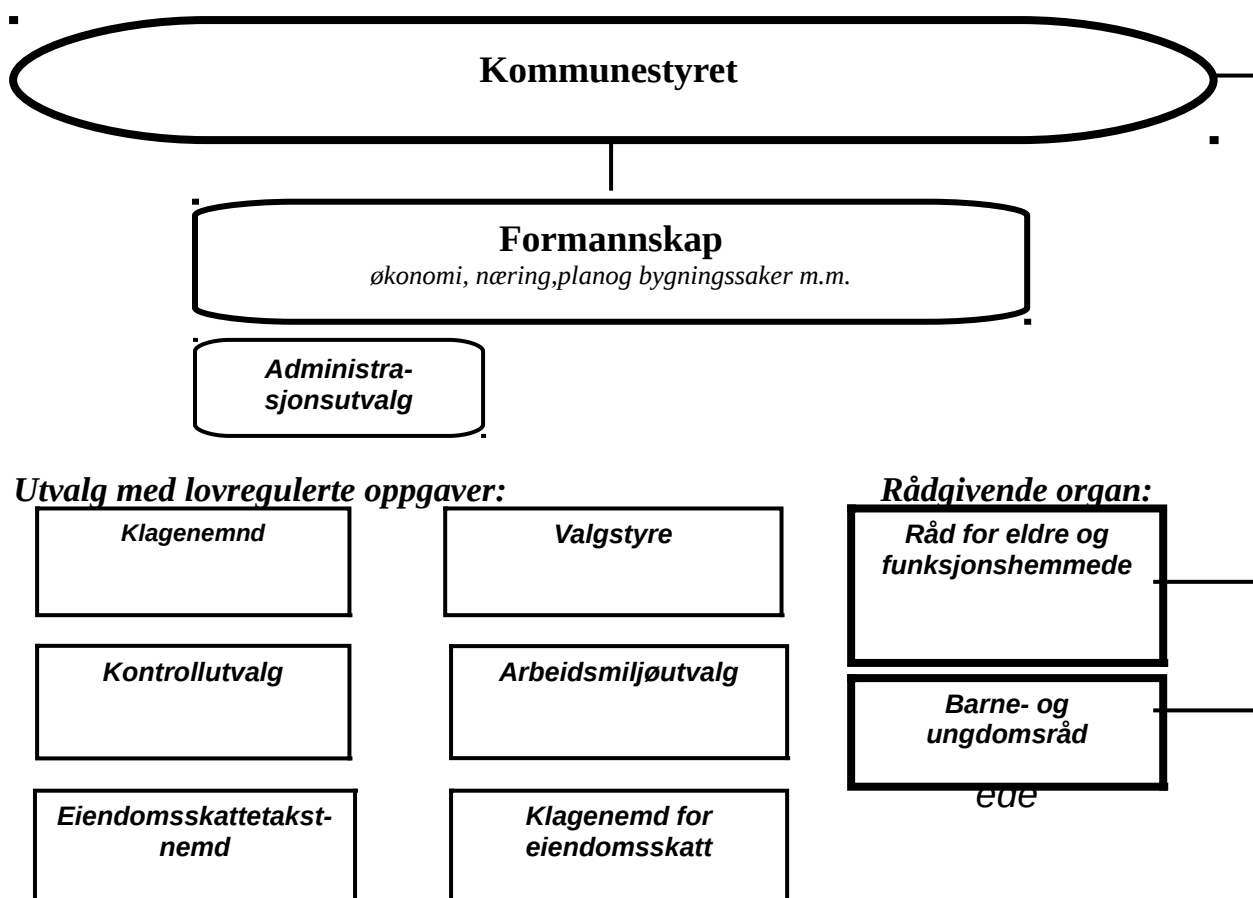 Kommunestyret
Formannskap
økonomi, næring,planog bygningssaker m.m.
Administra-
sjonsutvalg
Utvalg med lovregulerte oppgaver:
Klagenemnd
Valgstyre
Kontrollutvalg
Arbeidsmiljøutvalg
Eiendomsskattetakst-
nemd
Klagenemd for
eiendomsskatt
Rådgivende organ:
Råd for eldre og
funksjonshemmede
Barne- og
ungdomsråd
ede